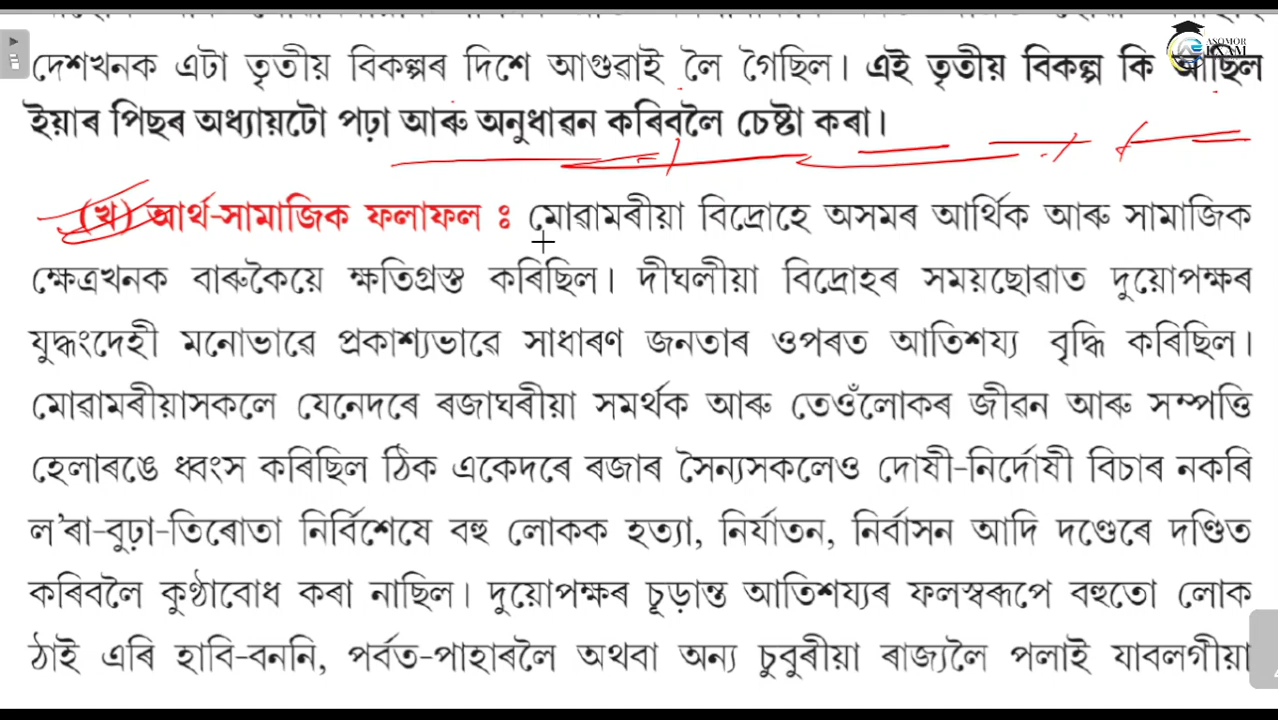 দেশখনক এটা তৃতীয় বিকল্পৰ দিশে আগুৱাই লৈ গৈছিল। এই তৃতীয় বিকল্প কি আছিল
ইয়াৰ পিছৰ অধ্যায়টো পঢ়া আৰু অনুধাৱন কৰিবলৈ চেষ্টা কৰা।
(খ) আৰ্থ-সামাজিক ফলাফল ঃ মোৱামৰীয়া বিদ্ৰোহে অসমৰ আৰ্থিক আৰু সামাজিক
ক্ষেত্ৰখনক বাৰুকৈয়ে ক্ষতিগ্ৰস্ত কৰিছিল। দীঘলীয়া বিদ্ৰোহৰ সময়ছোৱাত দুয়োপক্ষৰ
যুদ্ধংদেহী মনোভাৱে প্ৰকাশ্যভাৱে সাধাৰণ জনতাৰ ওপৰত আতিশয্য বৃদ্ধি কৰিছিল।
মোৱামৰীয়াসকলে যেনেদৰে ৰজাঘৰীয়া সমৰ্থক আৰু তেওঁলোকৰ জীৱন আৰু সম্পত্তি
হেলাৰঙে ধ্বংস কৰিছিল ঠিক একেদৰে ৰজাৰ সৈন্যসকলেও দোষী-নিৰ্দোষী বিচাৰ নকৰি
ল'ৰা-বুঢ়া-তিৰোতা নিৰ্বিশেষে বহু লোকক হত্যা, নিৰ্যাতন, নিৰ্বাসন আদি দণ্ডেৰে দণ্ডিত
কৰিবলৈ কুণ্ঠাবোধ কৰা নাছিল। দুয়োপক্ষৰ চূড়ান্ত আতিশয্যৰ ফলস্বৰূপে বহুতো লোক
ঠাই এৰি হাবি-বননি, পৰ্বত-পাহাৰলৈ অথবা অন্য চুবুৰীয়া ৰাজ্যলৈ পলাই যাবলগীয়া